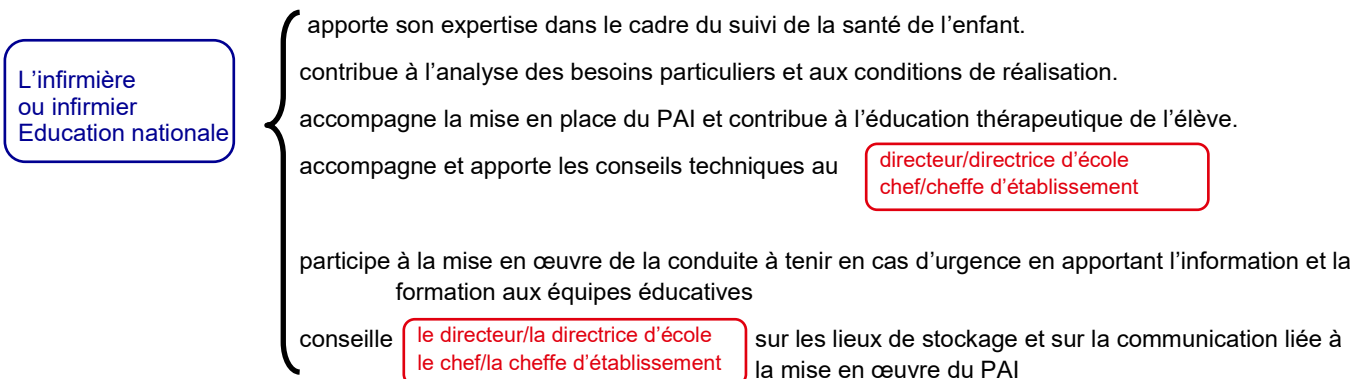 L’infirmière
ou infirmier
Education nationale
apporte son expertise dans le cadre du suivi de la santé de l’enfant.
contribue à l’analyse des besoins particuliers et aux conditions de réalisation.
accompagne la mise en place du PAI et contribue à l’éducation thérapeutique de l’élève.
accompagne et apporte les conseils techniques au
directeur/directrice d’école
chef/cheffe d’établissement
participe à la mise en œuvre de la conduite à tenir en cas d’urgence en apportant l’information et la
formation aux équipes éducatives
conseille
le directeur/la directrice d’école
le chef/la cheffe d’établissement
sur les lieux de stockage et sur la communication liée à
la mise en œuvre du PAI